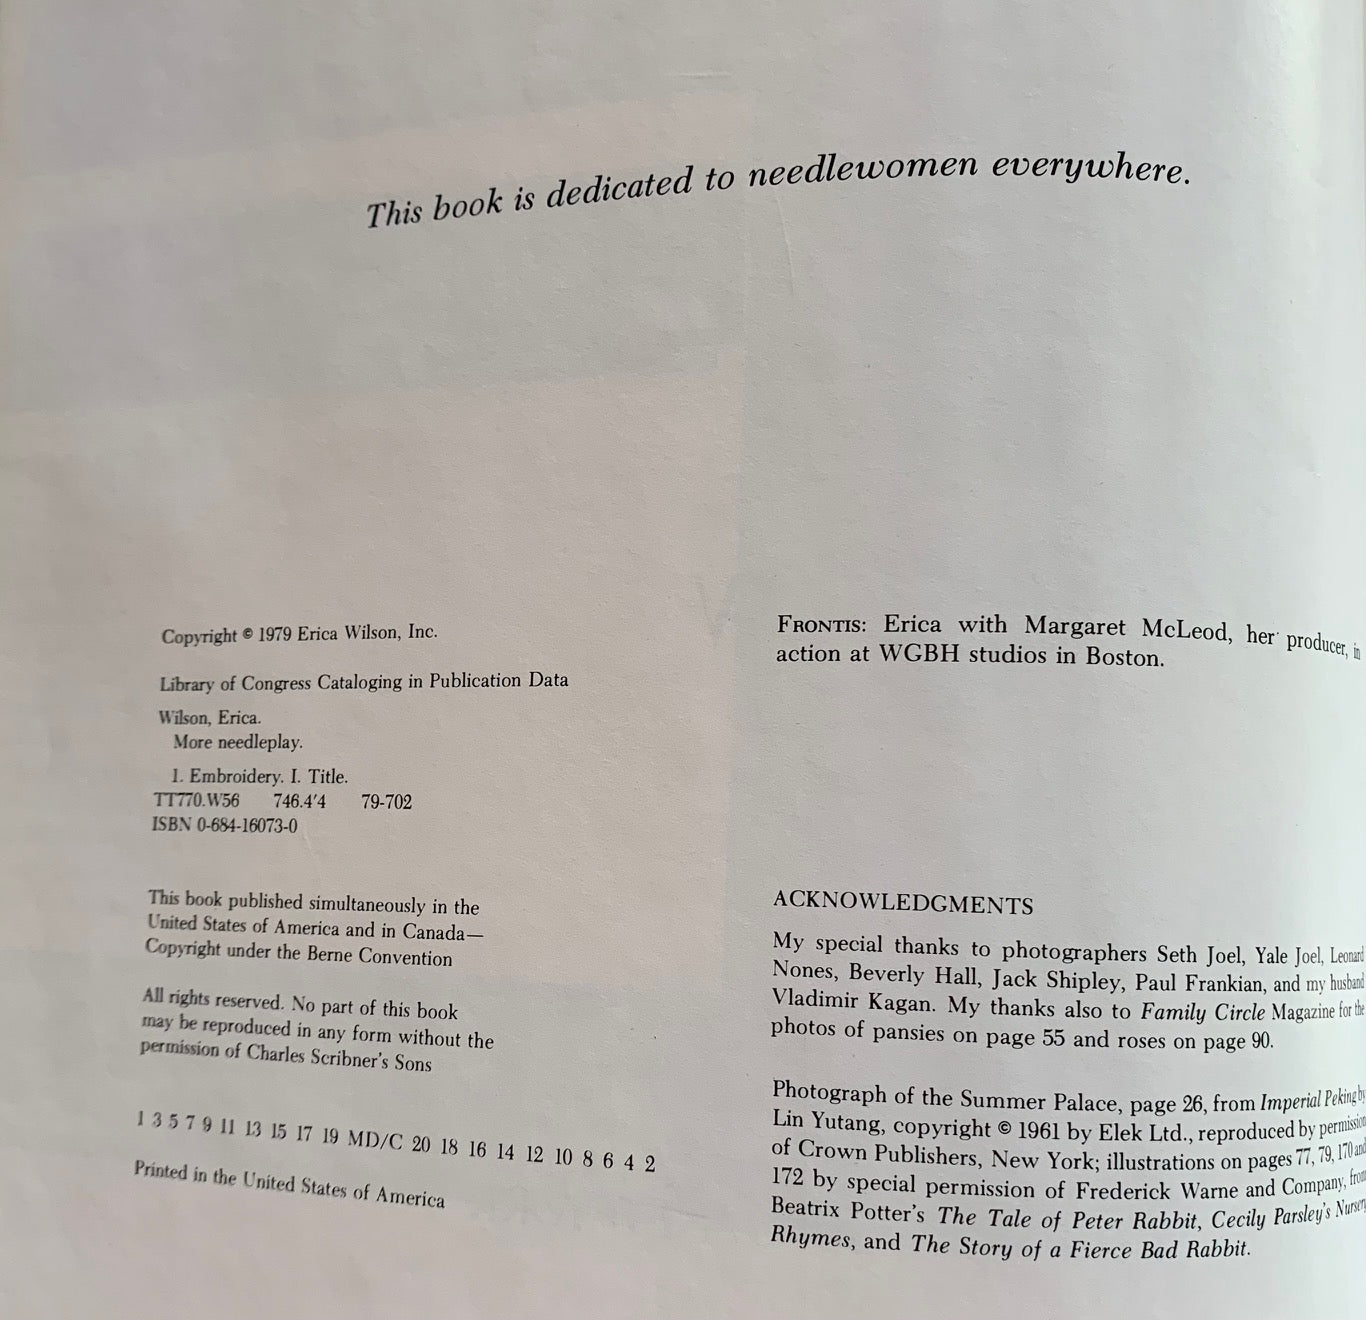 This book is dedicated to needlewomen everywhere.
Copyright © 1979 Erica Wilson, Inc.
Library of Congress Cataloging in Publication Data
Wilson, Erica.
More needleplay.
1. Embroidery. I. Title.
TT770.W56 746.4'4 79-702
ISBN 0-684-16073-0
This book published simultaneously in the
United States of America and in Canada—
Copyright under the Berne Convention
All rights reserved. No part of this book
may be reproduced in any form without the
permission of Charles Scribner's Sons
1 3 5 7 9 11 13 15 17 19 MD/C 20 18 16 14 12 10 8 6 4 2
Printed in the United States of America
FRONTIS: Erica with Margaret McLeod, her producer, in
action at WGBH studios in Boston.
ACKNOWLEDGMENTS
My special thanks to photographers Seth Joel, Yale Joel, Leonard
Nones, Beverly Hall, Jack Shipley, Paul Frankian, and my husband
Vladimir Kagan. My thanks also to Family Circle Magazine for the
photos of pansies on page 55 and roses on page 90.
Photograph of the Summer Palace, page 26, from Imperial Peking by
Lin Yutang, copyright © 1961 by Elek Ltd., reproduced by permission
of Crown Publishers, New York; illustrations on pages 77, 79, 170 and
172 by special permission of Frederick Warne and Company, from
Beatrix Potter's The Tale of Peter Rabbit, Cecily Parsley's Nursery
Rhymes, and The Story of a Fierce Bad Rabbit.